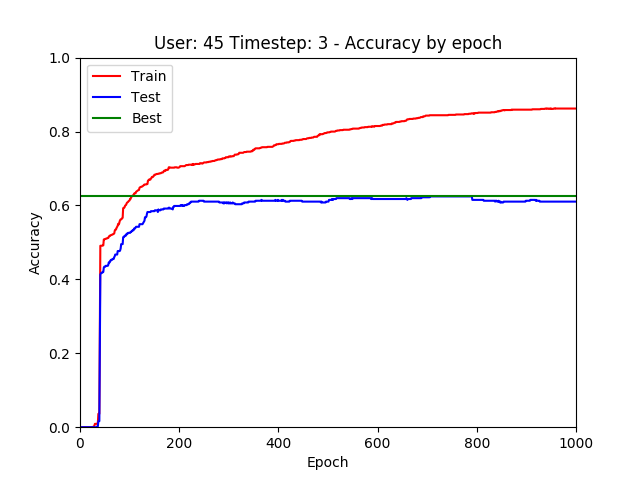 User: 45 Timestep: 3 - Accuracy by epoch
1.0
0.8
0.6
0.4
0.2
0.0
Accuracy
Train
Test
Best
0 200 400 600 800 1000
Epoch